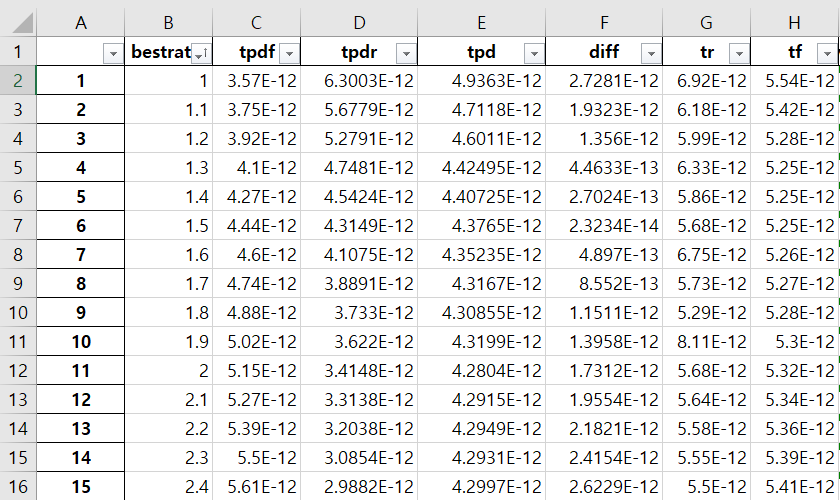 A B C D E F G H
1 bestrat tpdf tpdr tpd diff tr tf
2 1 1 3.57E-12 6.3003E-12 4.9363E-12 2.7281E-12 6.92E-12 5.54E-12
3 2 1.1 3.75E-12 5.6779E-12 4.7118E-12 1.9323E-12 6.18E-12 5.42E-12
4 3 1.2 3.92E-12 5.2791E-12 4.6011E-12 1.356E-12 5.99E-12 5.28E-12
5 4 1.3 4.1E-12 4.7481E-12 4.42495E-12 4.4633E-13 6.33E-12 5.25E-12
6 5 1.4 4.27E-12 4.5424E-12 4.40725E-12 2.7024E-13 5.86E-12 5.25E-12
7 6 1.5 4.44E-12 4.3149E-12 4.3765E-12 2.3234E-14 5.68E-12 5.25E-12
8 7 1.6 4.6E-12 4.1075E-12 4.35235E-12 4.897E-13 6.75E-12 5.26E-12
9 8 1.7 4.74E-12 3.8891E-12 4.3167E-12 8.552E-13 5.73E-12 5.27E-12
10 9 1.8 4.88E-12 3.733E-12 4.30855E-12 1.1511E-12 5.29E-12 5.28E-12
11 10 1.9 5.02E-12 3.622E-12 4.3199E-12 1.3958E-12 8.11E-12 5.3E-12
12 11 2 5.15E-12 3.4148E-12 4.2804E-12 1.7312E-12 5.68E-12 5.32E-12
13 12 2.1 5.27E-12 3.3138E-12 4.2915E-12 1.9554E-12 5.64E-12 5.34E-12
14 13 2.2 5.39E-12 3.2038E-12 4.2949E-12 2.1821E-12 5.58E-12 5.36E-12
15 14 2.3 5.5E-12 3.0854E-12 4.2931E-12 2.4154E-12 5.55E-12 5.39E-12
16 15 2.4 5.61E-12 2.9882E-12 4.2997E-12 2.6229E-12 5.5E-12 5.41E-12